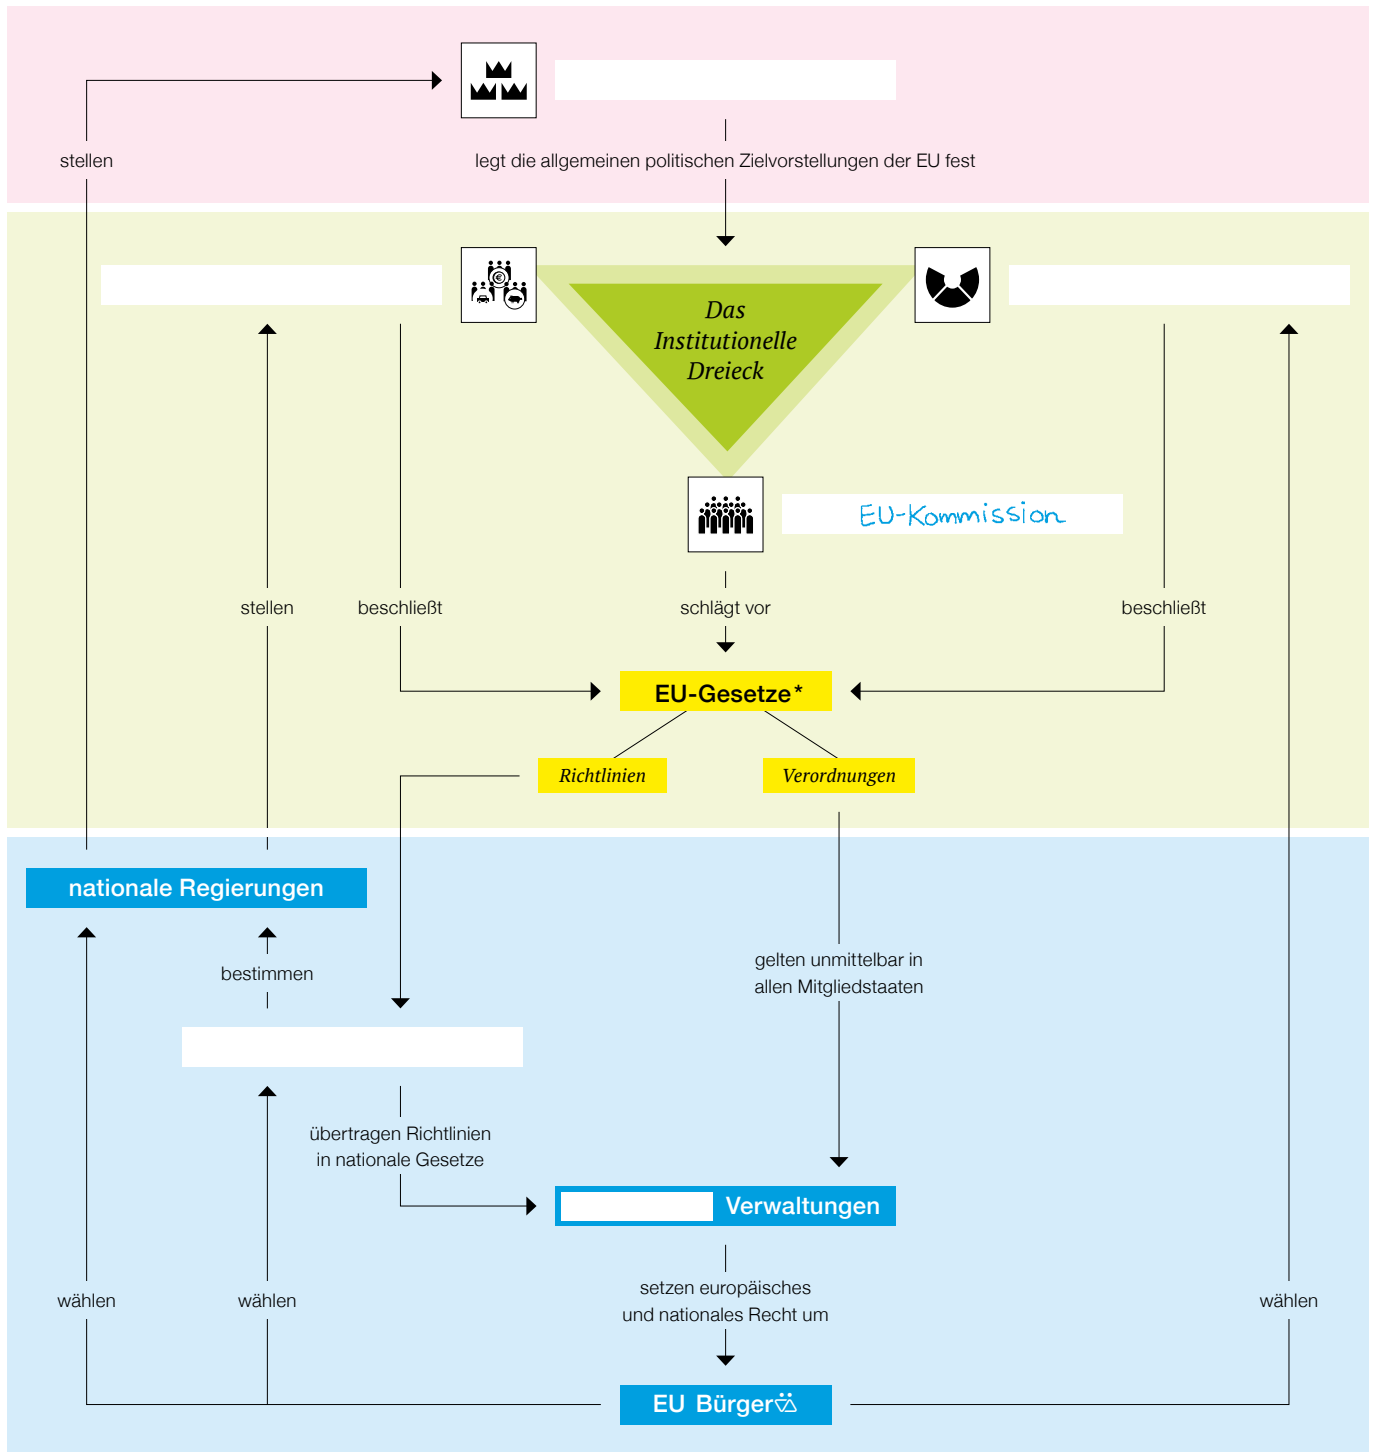 stellen
legt die allgemeinen politischen Zielvorstellungen der EU fest
Das
Institutionelle
Dreieck
EU-Kommission
stellen
beschließt
schlägt vor
beschließt
EU-Gesetze*
Richtlinien
Verordnungen
nationale Regierungen
bestimmen
gelten unmittelbar in
allen Mitgliedstaaten
übertragen Richtlinien
in nationale Gesetze
Verwaltungen
setzen europäisches
und nationales Recht um
wählen
wählen
wählen
EU Bürger